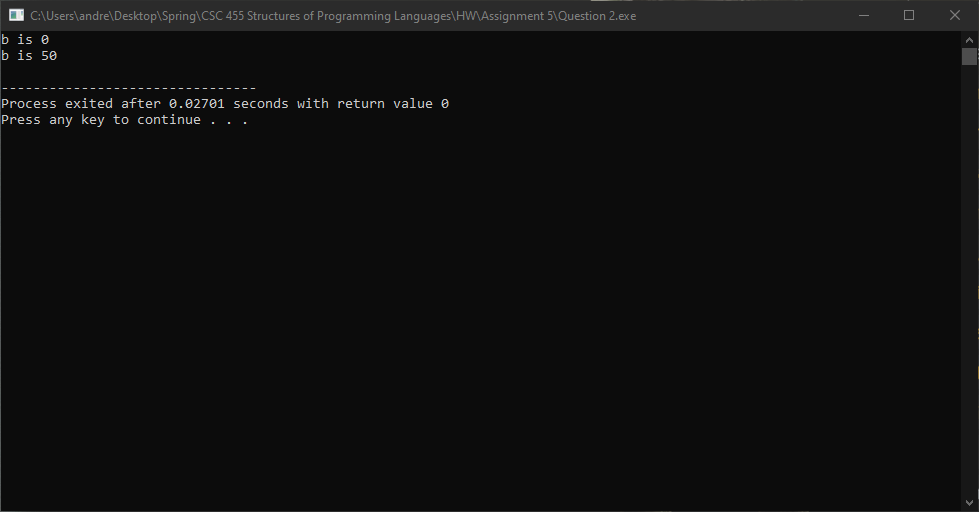 C:\Users\andre\Desktop\Spring\CSC 455 Structures of Programming Languages\HW\Assignment 5\Question 2.exe
b is 0
b is 50
--------------------------------
Process exited after 0.02701 seconds with return value 0
Press any key to continue . . .